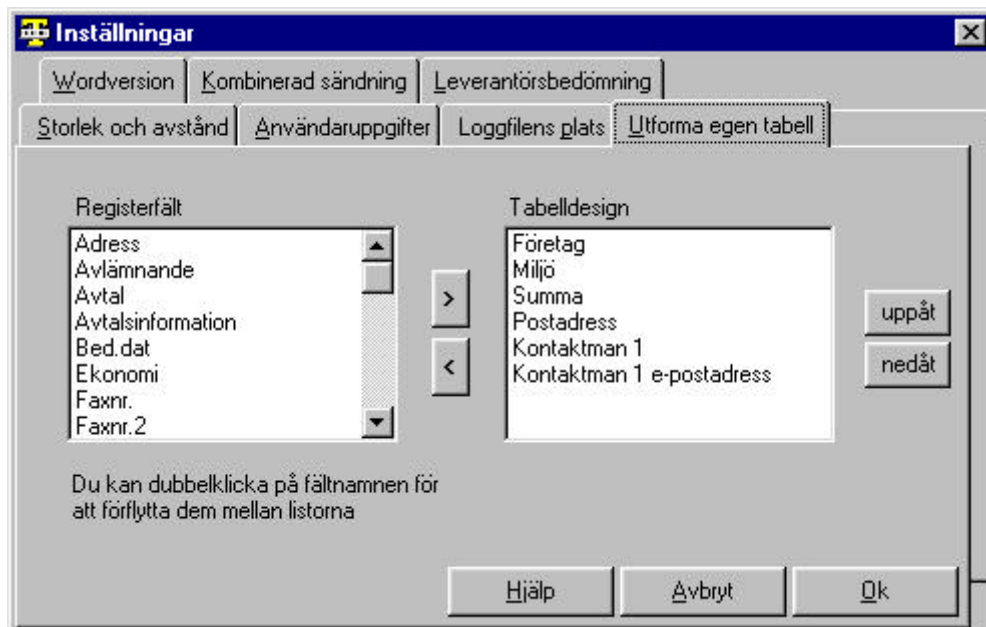 Inställningar
Wordversion
Kombinerad sändning
Leverantörsbedömning
Storlek och avstånd
Användaruppgifter
Loggfilens plats
Utforma egen tabell
Registerfält
Adress
Avlämnande
Avtal
Avtalsinformation
Bed.dat
Ekonomi
Faxnr.
Faxnr.2
>
<
Tabelldesign
Företag
Miljö
Summa
Postadress
Kontaktman 1
Kontaktman 1 e-postadress
uppåt
nedåt
Du kan dubbelklicka på fältnamnen för
att förflytta dem mellan listorna
Hjälp
Avbryt
Ok